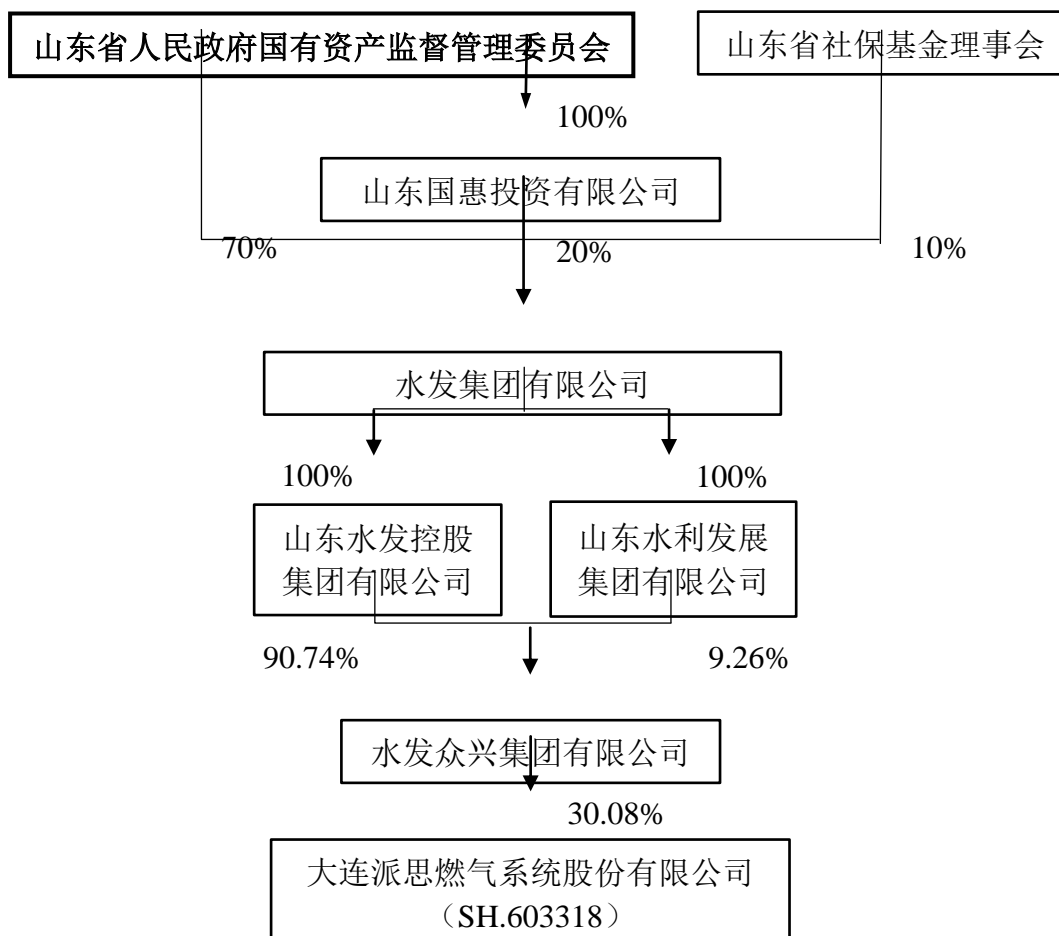 山东省人民政府国有资产监督管理委员会
山东省社保基金理事会
100%
山东国惠投资有限公司
70%
20%
10%
水发集团有限公司
100%
100%
山东水发控股
集团有限公司
山东水利发展
集团有限公司
90.74%
9.26%
水发众兴集团有限公司
30.08%
大连派思燃气系统股份有限公司
（SH.603318）